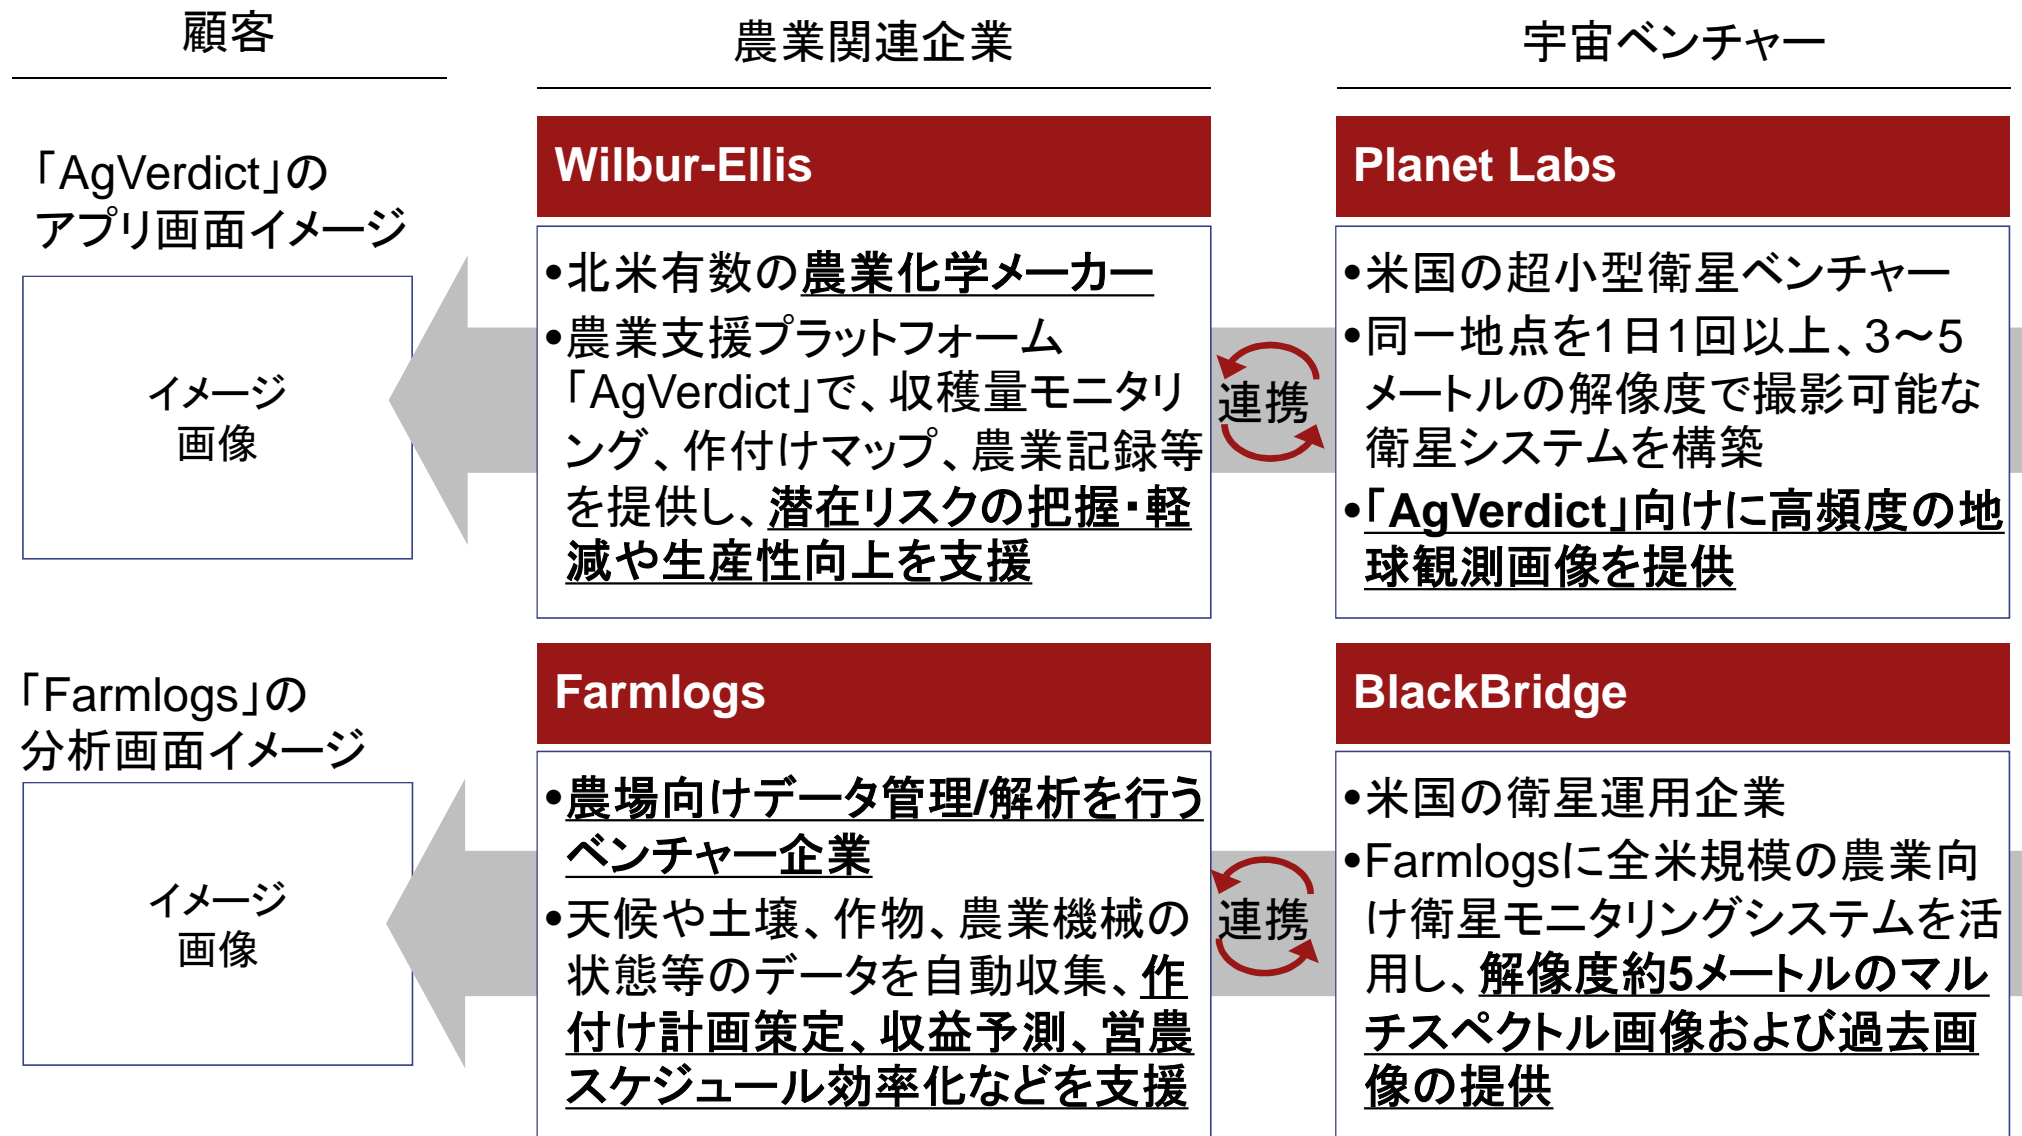 顧客
農業関連企業
宇宙ベンチャー
「AgVerdict」の
アプリ画面イメージ
イメージ
画像
Wilbur-Ellis
•北米有数の農業化学メーカー
•農業支援プラットフォーム
「AgVerdict」で、収穫量モニタリ
ング、作付けマップ、農業記録等
を提供し、潜在リスクの把握・軽
減や生産性向上を支援
連携
Planet Labs
•米国の超小型衛星ベンチャー
•同一地点を1日1回以上、3～5
メートルの解像度で撮影可能な
衛星システムを構築
•「AgVerdict」向けに高頻度の地
球観測画像を提供
「Farmlogs」の
分析画面イメージ
イメージ
画像
Farmlogs
•農場向けデータ管理/解析を行う
ベンチャー企業
•天候や土壌、作物、農業機械の
状態等のデータを自動収集、作
付け計画策定、収益予測、営農
スケジュール効率化などを支援
連携
BlackBridge
•米国の衛星運用企業
•Farmlogsに全米規模の農業向
け衛星モニタリングシステムを活
用し、解像度約5メートルのマル
チスペクトル画像および過去画
像の提供